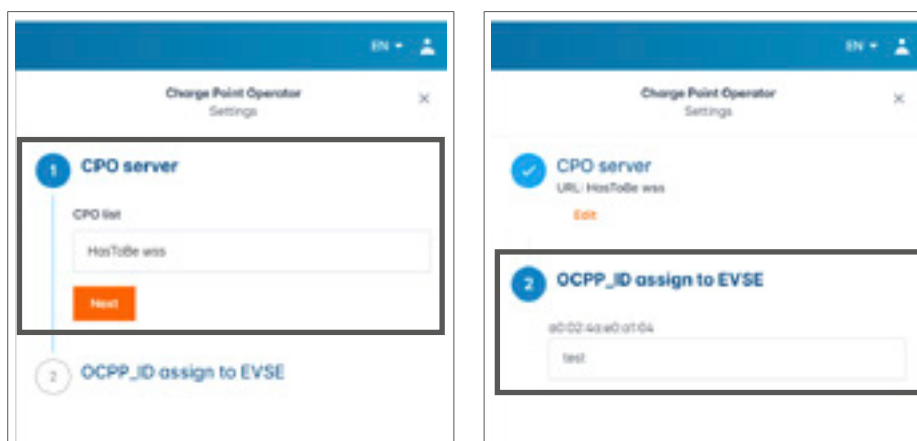 EN
Charge Point Operator
Settings
1 CPO server
CPO list
HasToBe wss
Next
2 OCPP_ID assign to EVSE
EN
Charge Point Operator
Settings
CPO server
URL: HasToBe wss
Edit
2 OCPP_ID assign to EVSE
test